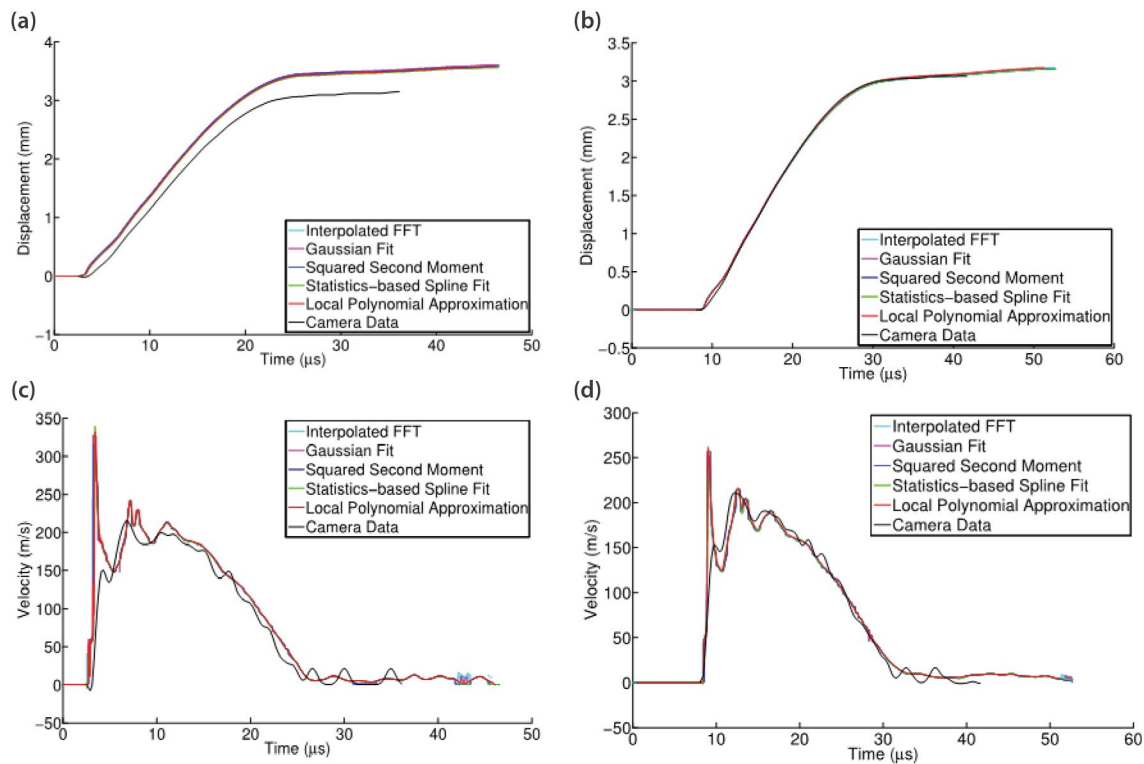 (a)
4
3
2
1
0
−1
Displacement (mm)
0 10 20 30 40 50
Time (μs)
Interpolated FFT
Gaussian Fit
Squared Second Moment
Statistics−based Spline Fit
Local Polynomial Approximation
Camera Data
(b)
3.5
3
2.5
2
1.5
1
0.5
0
−0.5
Displacement (mm)
0 10 20 30 40 50 60
Time (μs)
Interpolated FFT
Gaussian Fit
Squared Second Moment
Statistics−based Spline Fit
Local Polynomial Approximation
Camera Data
(c)
350
300
250
200
150
100
50
0
−50
Velocity (m/s)
0 10 20 30 40 50
Time (μs)
Interpolated FFT
Gaussian Fit
Squared Second Moment
Statistics−based Spline Fit
Local Polynomial Approximation
Camera Data
(d)
300
250
200
150
100
50
0
−50
Velocity (m/s)
0 10 20 30 40 50 60
Time (μs)
Interpolated FFT
Gaussian Fit
Squared Second Moment
Statistics−based Spline Fit
Local Polynomial Approximation
Camera Data